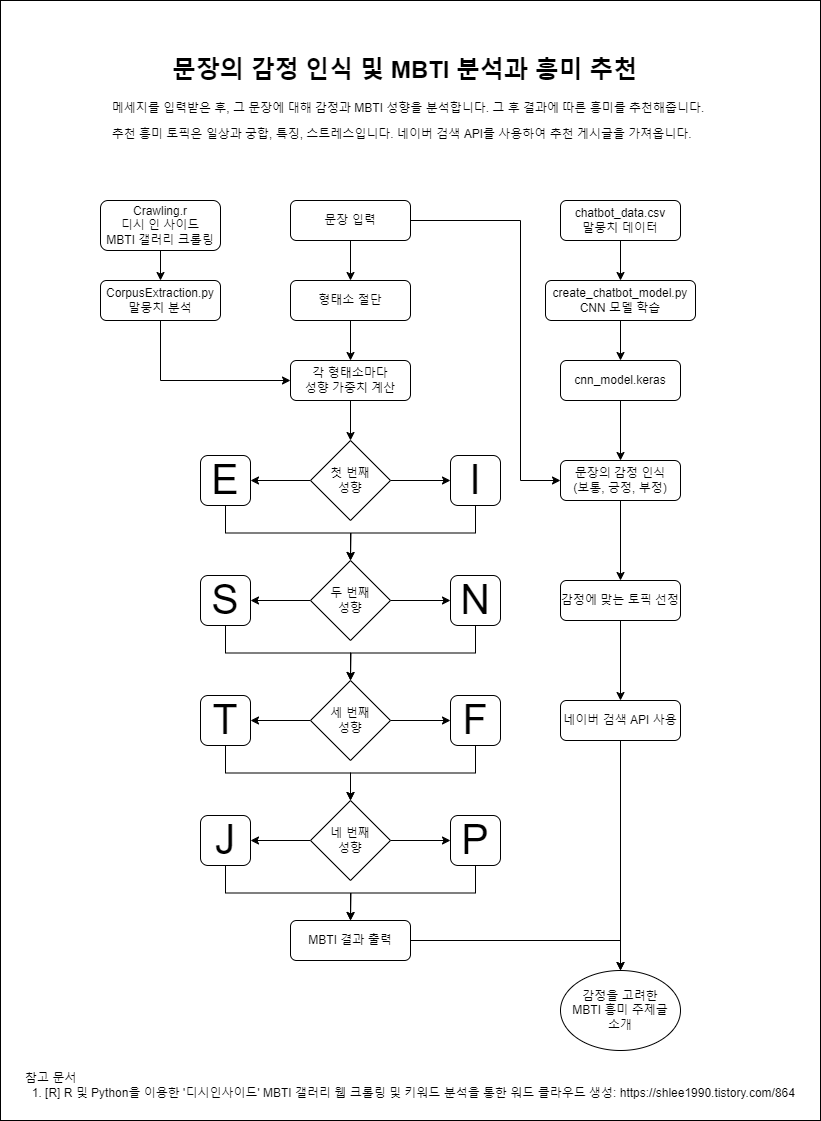 문장의 감정 인식 및 MBTI 분석과 흥미 추천
메세지를 입력받은 후, 그 문장에 대해 감정과 MBTI 성향을 분석합니다. 그 후 결과에 따른 흥미를 추천해줍니다.
추천 흥미 토픽은 일상과 궁합, 특징, 스트레스입니다. 네이버 검색 API를 사용하여 추천 게시글을 가져옵니다.
Crawling.r
디시 인 사이드
MBTI 갤러리 크롤링
문장 입력
chatbot_data.csv
말뭉치 데이터
CorpusExtraction.py
말뭉치 분석
형태소 절단
create_chatbot_model.py
CNN 모델 학습
각 형태소마다
성향 가중치 계산
cnn_model.keras
E
첫 번째
성향
I
문장의 감정 인식
(보통, 긍정, 부정)
S
두 번째
성향
N
감정에 맞는 토픽 선정
T
세 번째
성향
F
네이버 검색 API 사용
J
네 번째
성향
P
MBTI 결과 출력
감정을 고려한
MBTI 흥미 주제글
소개
참고 문서
1. [R] R 및 Python을 이용한 '디시인사이드' MBTI 갤러리 웹 크롤링 및 키워드 분석을 통한 워드 클라우드 생성: https://shlee1990.tistory.com/864